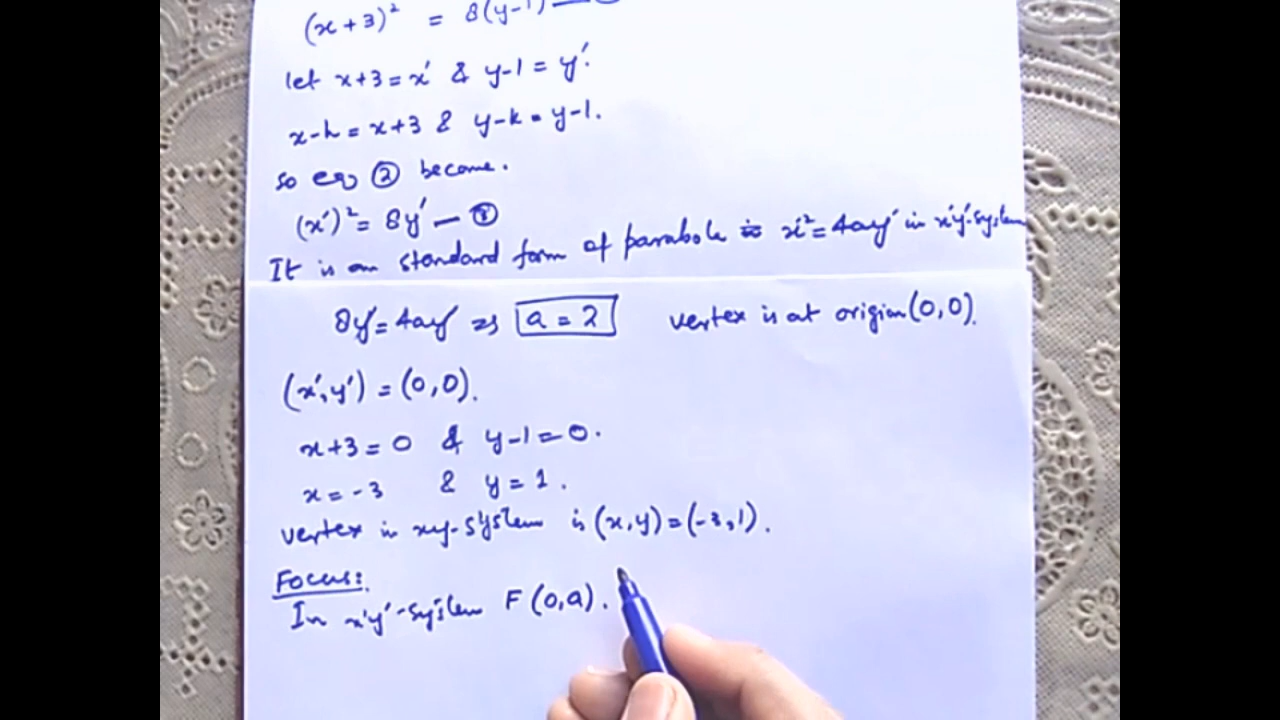 (x+3)² = 8(y-1) —
let x+3 = x' & y-1 = y'.
x-h = x+3 & y-k = y-1.
so eq ② become.
(x')² = 8y' — ③
It is an standard form of parabola is x'² = 4ay' in x'y'-system
8y' = 4ay' => a = 2 vertex is at origian (0,0).
(x', y') = (0,0).
x+3 = 0 & y-1 = 0.
x = -3 & y = 1.
vertex in xy-system is (x,y) = (-3,1).
Focus:.
In x'y'-system F(0,a).